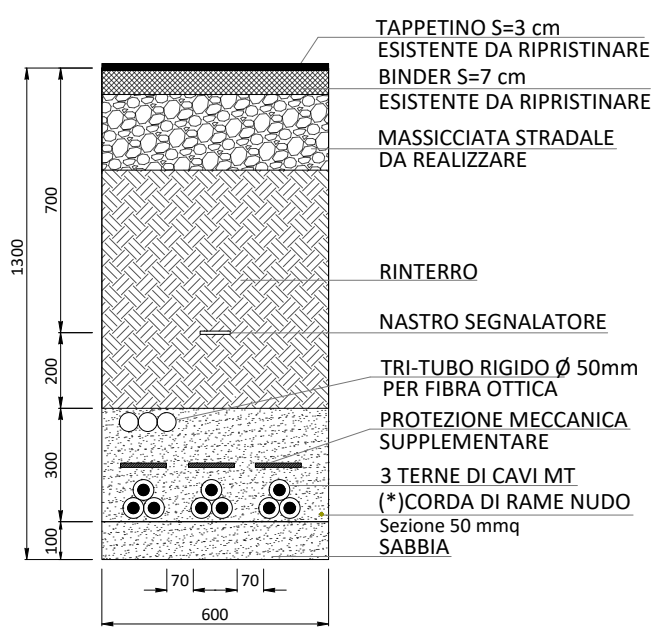 TAPPETINO S=3 cm
ESISTENTE DA RIPRISTINARE
BINDER S=7 cm
ESISTENTE DA RIPRISTINARE
MASSICCIATA STRADALE
DA REALIZZARE
RINTERRO
NASTRO SEGNALATORE
TRI-TUBO RIGIDO Ø 50mm
PER FIBRA OTTICA
PROTEZIONE MECCANICA
SUPPLEMENTARE
3 TERNE DI CAVI MT
(*)CORDA DI RAME NUDO
Sezione 50 mmq
SABBIA
1300
700
200
300
100
70
70
600